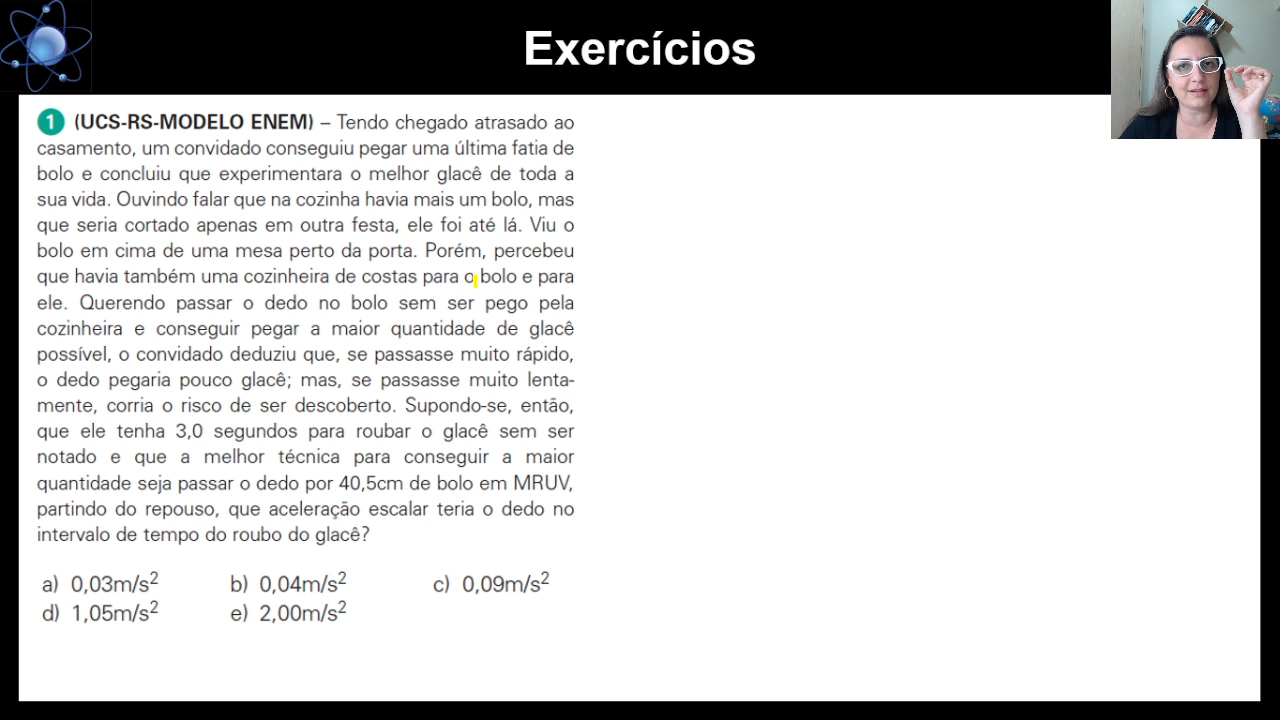 Exercícios
1 (UCS-RS-MODELO ENEM) – Tendo chegado atrasado ao
casamento, um convidado conseguiu pegar uma última fatia de
bolo e concluiu que experimentara o melhor glacê de toda a
sua vida. Ouvindo falar que na cozinha havia mais um bolo, mas
que seria cortado apenas em outra festa, ele foi até lá. Viu o
bolo em cima de uma mesa perto da porta. Porém, percebeu
que havia também uma cozinheira de costas para o bolo e para
ele. Querendo passar o dedo no bolo sem ser pego pela
cozinheira e conseguir pegar a maior quantidade de glacê
possível, o convidado deduziu que, se passasse muito rápido,
o dedo pegaria pouco glacê; mas, se passasse muito lenta-
mente, corria o risco de ser descoberto. Supondo-se, então,
que ele tenha 3,0 segundos para roubar o glacê sem ser
notado e que a melhor técnica para conseguir a maior
quantidade seja passar o dedo por 40,5cm de bolo em MRUV,
partindo do repouso, que aceleração escalar teria o dedo no
intervalo de tempo do roubo do glacê?
a) 0,03m/s² b) 0,04m/s² c) 0,09m/s²
d) 1,05m/s² e) 2,00m/s²